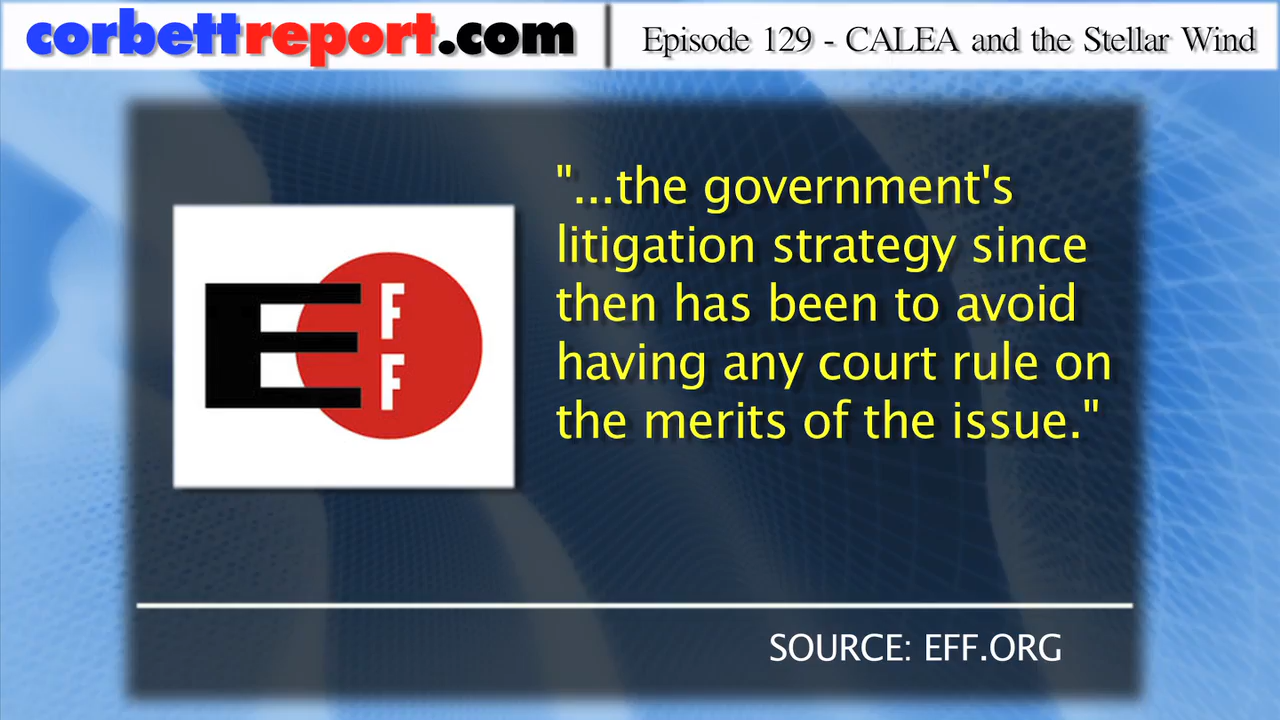 corbettreport.com
Episode 129 - CALEA and the Stellar Wind
EFF
"...the government's
litigation strategy since
then has been to avoid
having any court rule on
the merits of the issue."
SOURCE: EFF.ORG